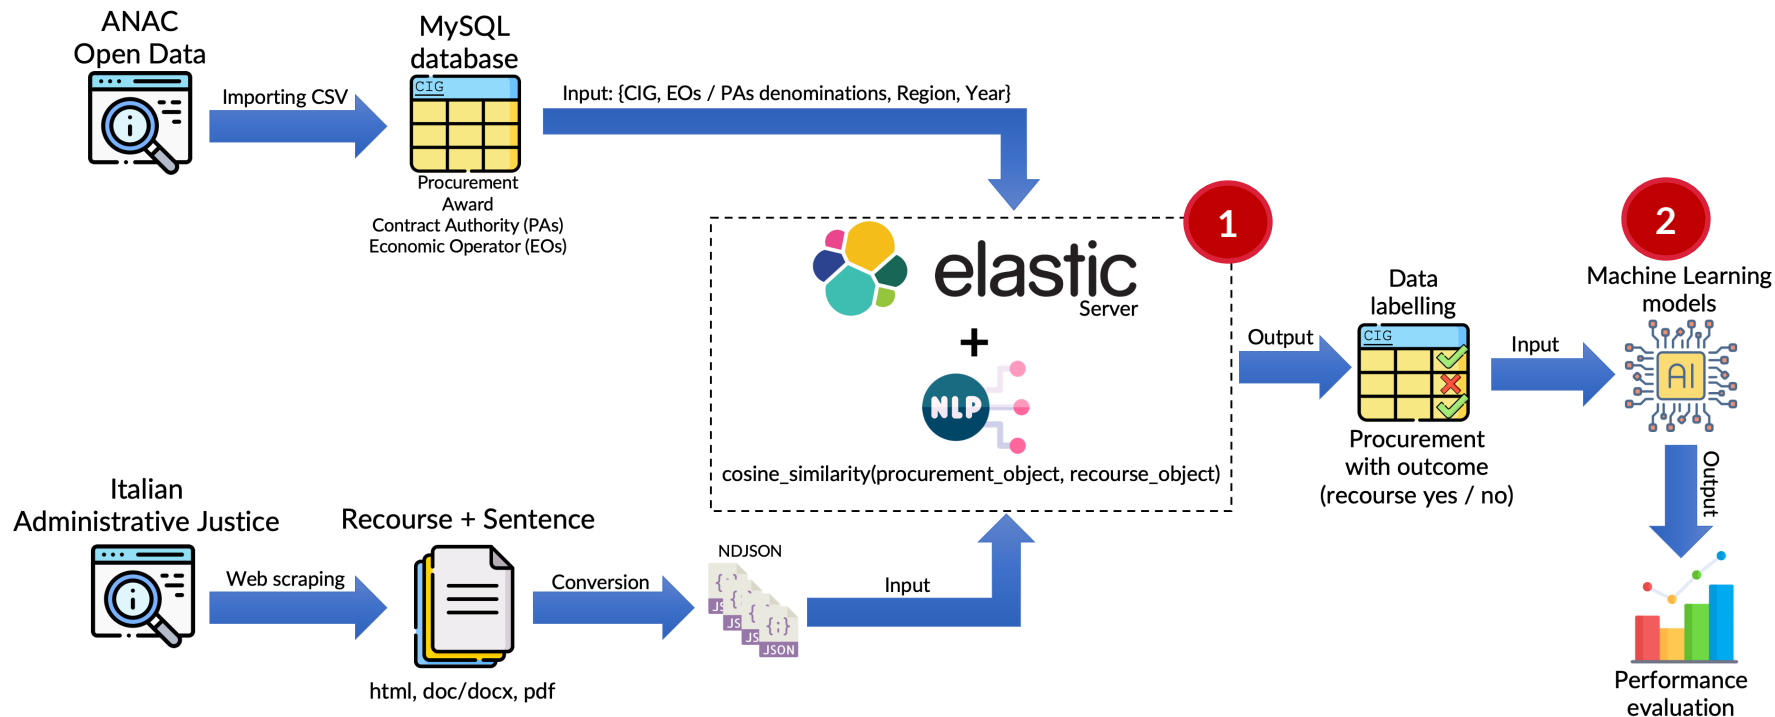 ANAC
Open Data
Importing CSV
MySQL
database
CIG
Procurement
Award
Contract Authority (PAs)
Economic Operator (EOs)
Input: {CIG, EOs / PAs denominations, Region, Year}
1
elastic
Server
+
NLP
cosine_similarity(procurement_object, recourse_object)
Output
Data
labelling
CIG
Procurement
with outcome
(recourse yes / no)
Input
2
Machine Learning
models
AI
Output
Performance
evaluation
Italian
Administrative Justice
Web scraping
Recourse + Sentence
html, doc/docx, pdf
Conversion
NDJSON
{;}
JS
{;}
JS
{;}
JS
{;}
JSON
Input